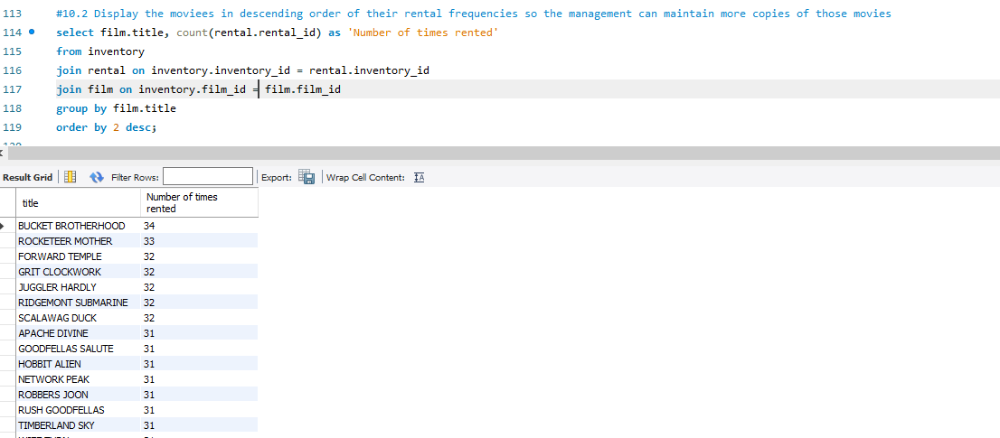 113 #10.2 Display the moviees in descending order of their rental frequencies so the management can maintain more copies of those movies
114 select film.title, count(rental.rental_id) as 'Number of times rented'
115 from inventory
116 join rental on inventory.inventory_id = rental.inventory_id
117 join film on inventory.film_id = film.film_id
118 group by film.title
119 order by 2 desc;
Result Grid Filter Rows: Export: Wrap Cell Content:
title Number of times
rented
BUCKET BROTHERHOOD 34
ROCKETEER MOTHER 33
FORWARD TEMPLE 32
GRIT CLOCKWORK 32
JUGGLER HARDLY 32
RIDGEMONT SUBMARINE 32
SCALAWAG DUCK 32
APACHE DIVINE 31
GOODFELLAS SALUTE 31
HOBBIT ALIEN 31
NETWORK PEAK 31
ROBBERS JOON 31
RUSH GOODFELLAS 31
TIMBERLAND SKY 31